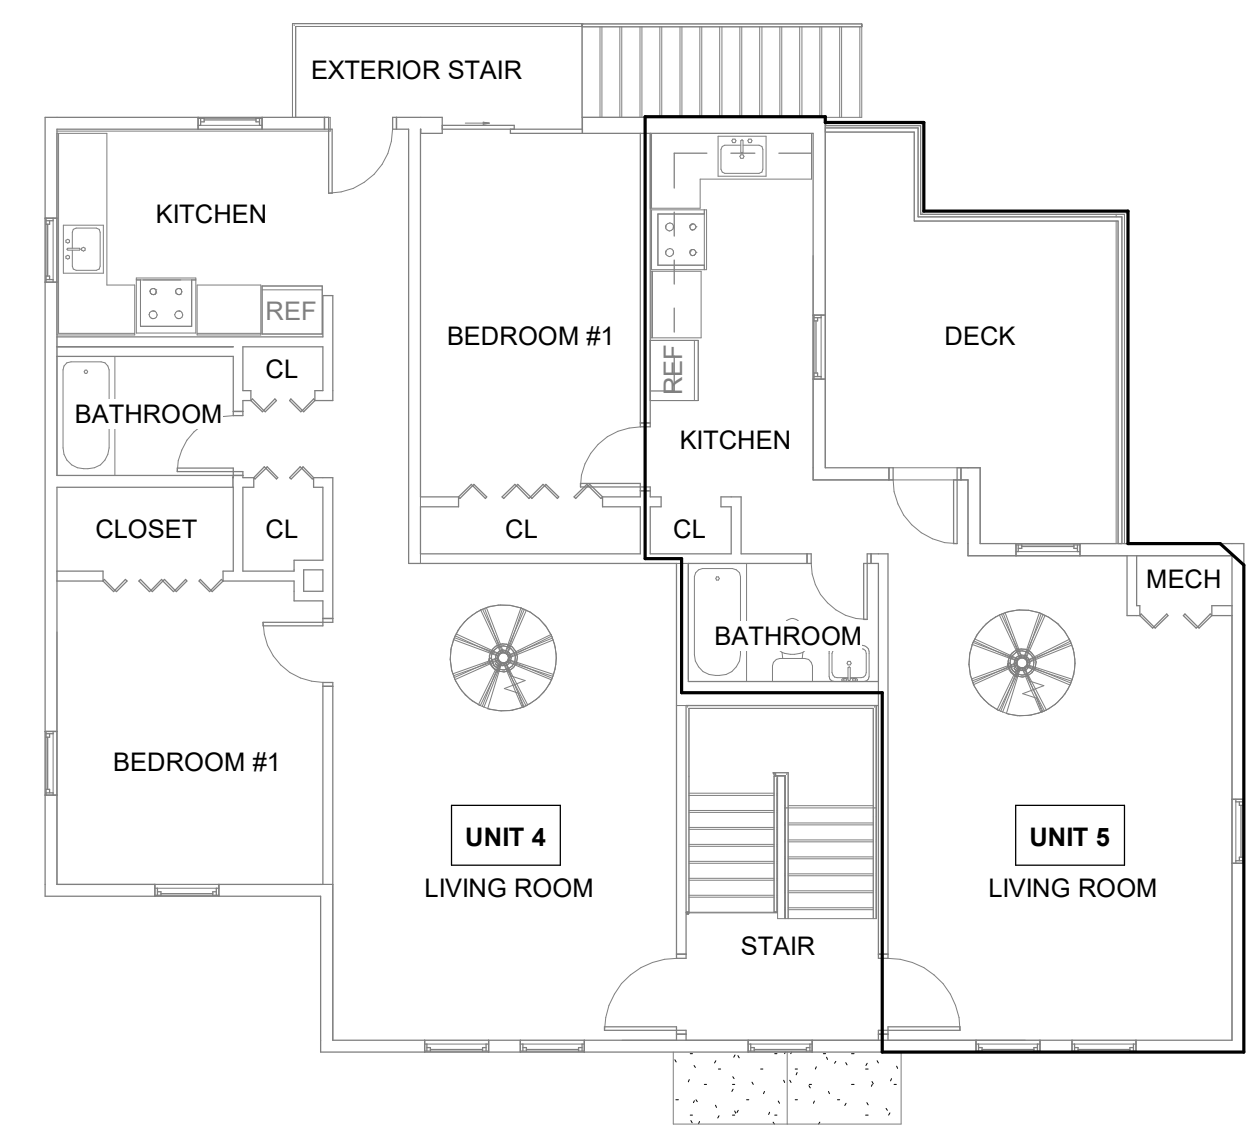 EXTERIOR STAIR
KITCHEN
REF
BEDROOM #1
REF
DECK
CL
BATHROOM
KITCHEN
CLOSET
CL
CL
CL
MECH
BATHROOM
BEDROOM #1
UNIT 4
LIVING ROOM
UNIT 5
LIVING ROOM
STAIR